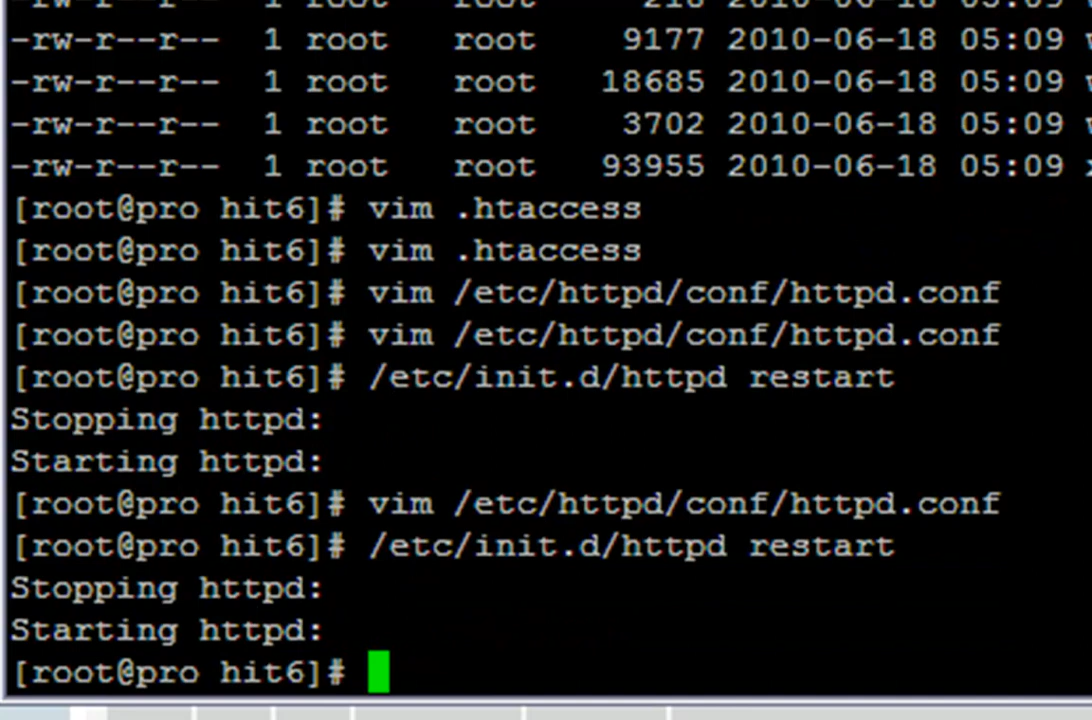 -rw-r--r-- 1 root root 9177 2010-06-18 05:09
-rw-r--r-- 1 root root 18685 2010-06-18 05:09
-rw-r--r-- 1 root root 3702 2010-06-18 05:09
-rw-r--r-- 1 root root 93955 2010-06-18 05:09
[root@pro hit6]# vim .htaccess
[root@pro hit6]# vim .htaccess
[root@pro hit6]# vim /etc/httpd/conf/httpd.conf
[root@pro hit6]# vim /etc/httpd/conf/httpd.conf
[root@pro hit6]# /etc/init.d/httpd restart
Stopping httpd:
Starting httpd:
[root@pro hit6]# vim /etc/httpd/conf/httpd.conf
[root@pro hit6]# /etc/init.d/httpd restart
Stopping httpd:
Starting httpd:
[root@pro hit6]#